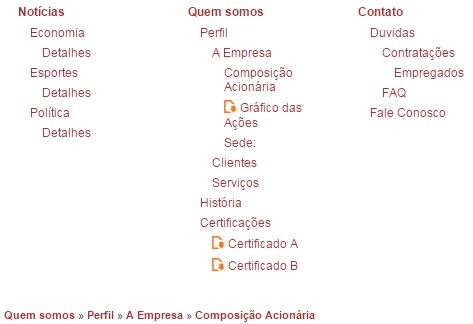 Notícias
Economia
Detalhes
Esportes
Detalhes
Política
Detalhes
Quem somos
Perfil
A Empresa
Composição
Acionária
Gráfico das
Ações
Sede:
Clientes
Serviços
História
Certificações
Certificado A
Certificado B
Contato
Duvidas
Contratações
Empregados
FAQ
Fale Conosco
Quem somos » Perfil » A Empresa » Composição Acionária